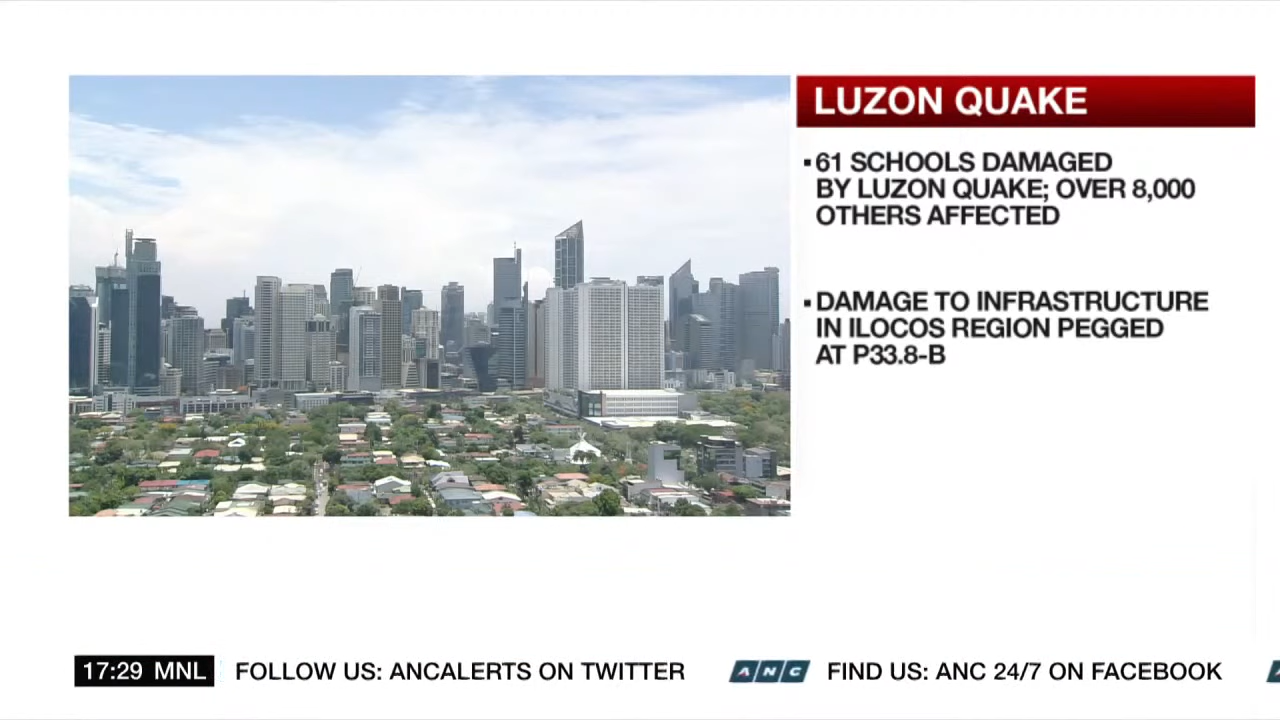 LUZON QUAKE
▪61 SCHOOLS DAMAGED
BY LUZON QUAKE; OVER 8,000
OTHERS AFFECTED
▪DAMAGE TO INFRASTRUCTURE
IN ILOCOS REGION PEGGED
AT P33.8-B
17:29 MNL FOLLOW US: ANCALERTS ON TWITTER ANC FIND US: ANC 24/7 ON FACEBOOK